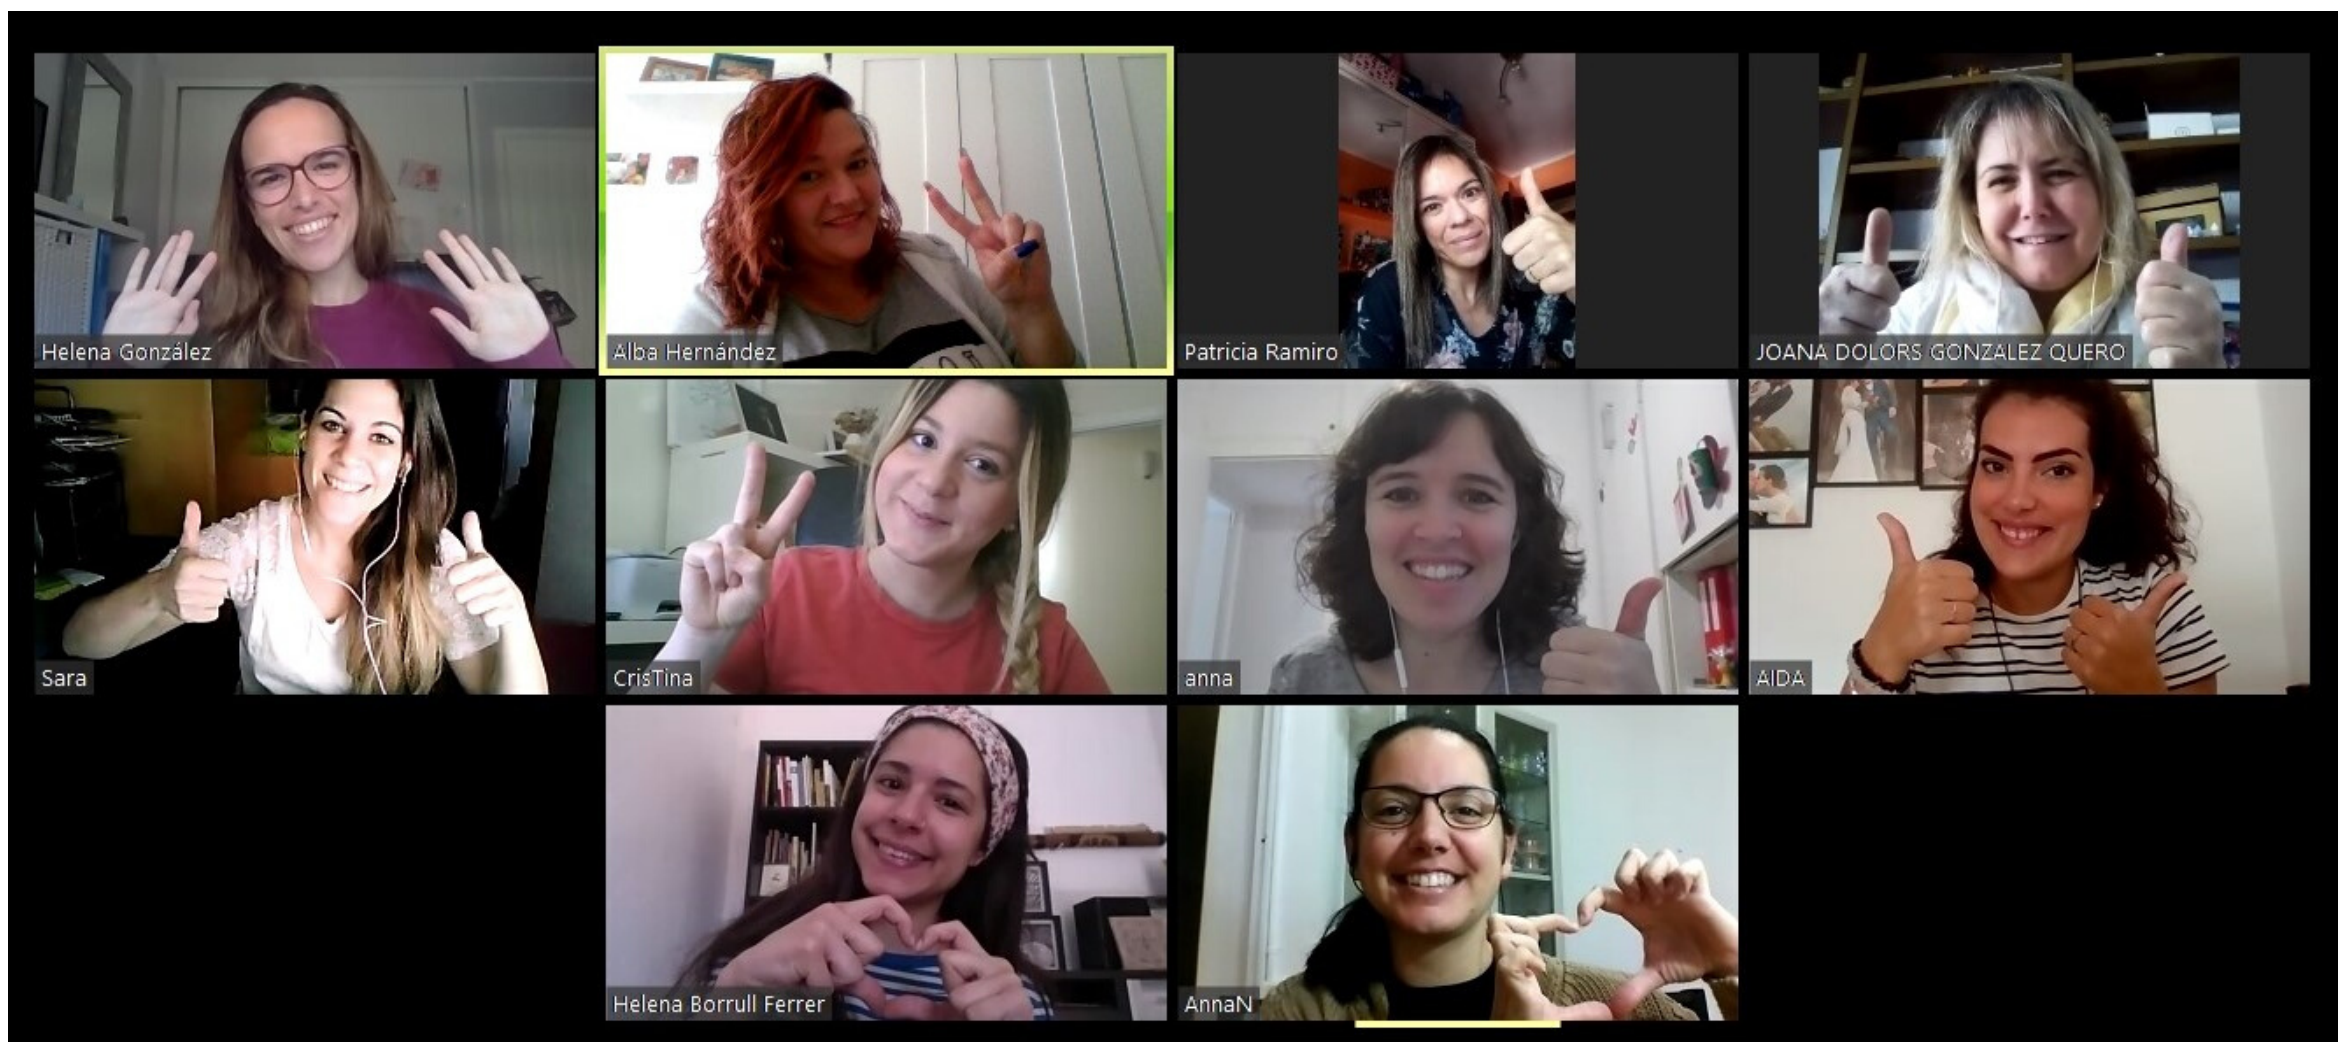 Helena González
Alba Hernández
Patricia Ramiro
JOANA DOLORS GONZALEZ QUERO
Sara
CrisTina
anna
AIDA
Helena Borrull Ferrer
AnnaN